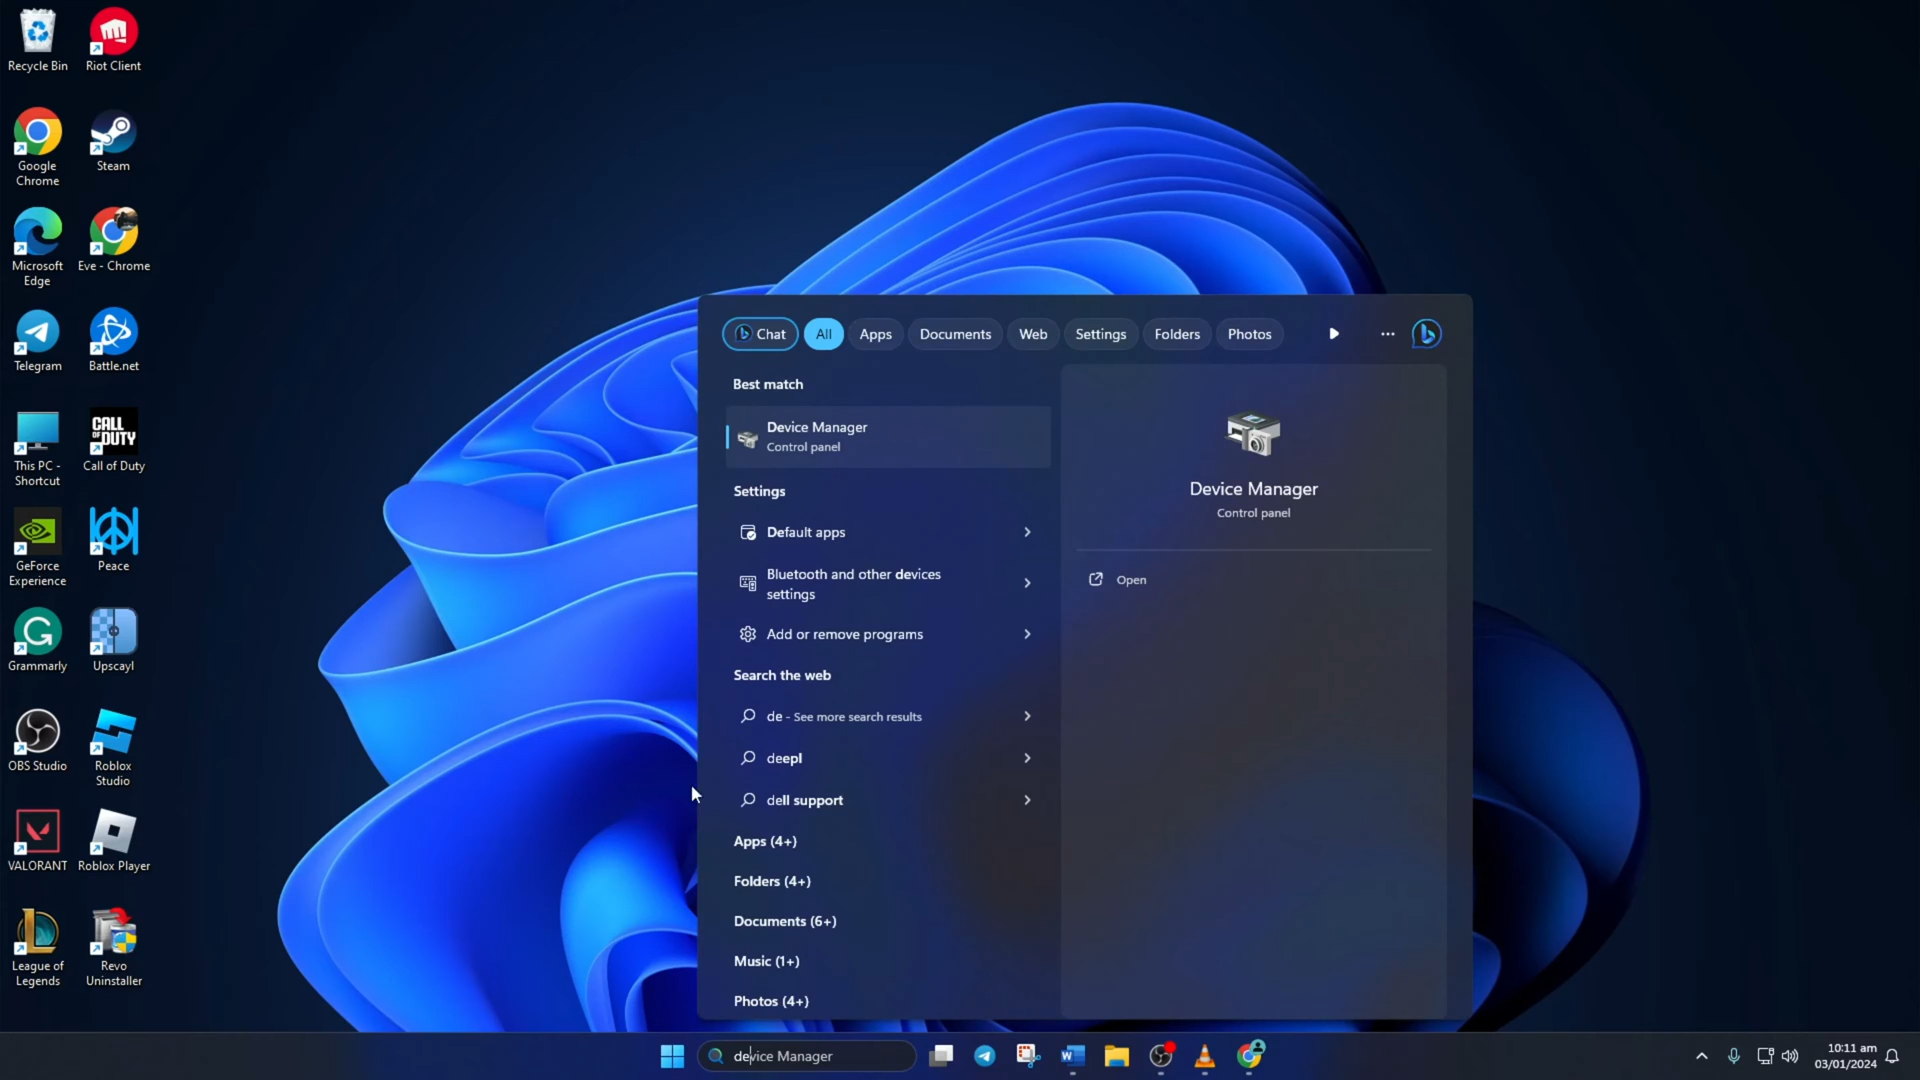 Recycle Bin
Riot Client
Google
Chrome
Steam
Microsoft
Edge
Eve - Chrome
Telegram
Battle.net
This PC -
Shortcut
CALL OF DUTY
Call of Duty
GeForce
Experience
Peace
Grammarly
Upscayl
OBS Studio
Roblox
Studio
VALORANT
Roblox Player
League of
Legends
Revo
Uninstaller
Chat All Apps Documents Web Settings Folders Photos
Best match
Device Manager
Control panel
Settings
Default apps
Bluetooth and other devices
settings
Add or remove programs
Search the web
de - See more search results
deepl
dell support
Apps (4+)
Folders (4+)
Documents (6+)
Music (1+)
Photos (4+)
Device Manager
Control panel
Open
device Manager
10:11 am
03/01/2024